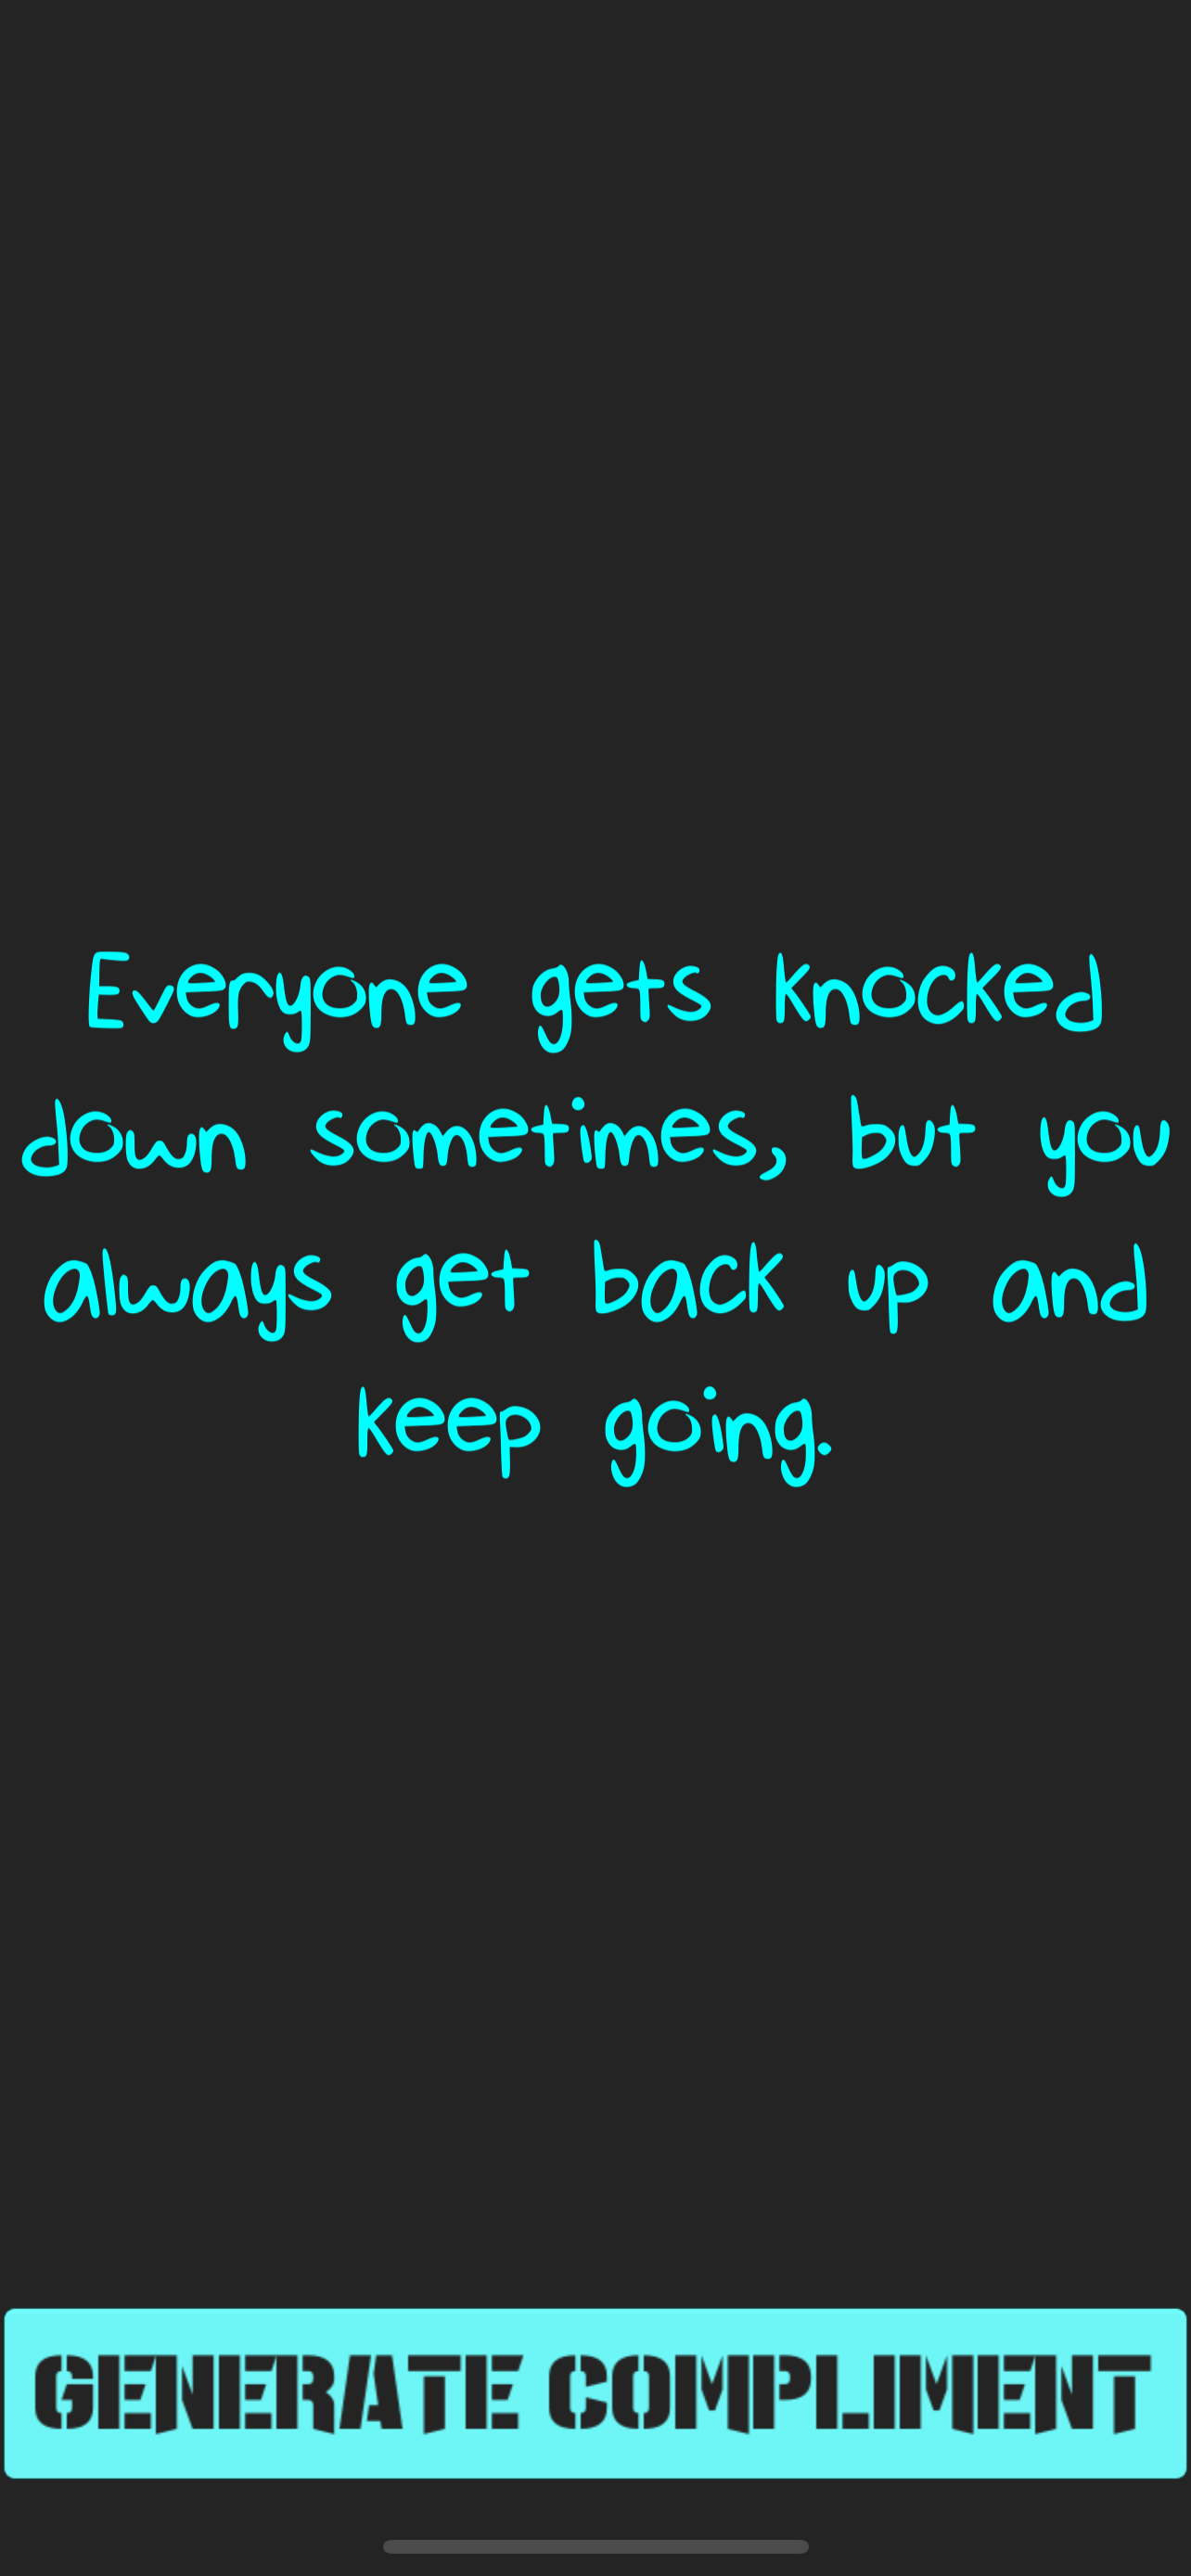 Everyone gets knocked
down sometimes, but you
always get back up and
keep going.
GENERATE COMPLIMENT